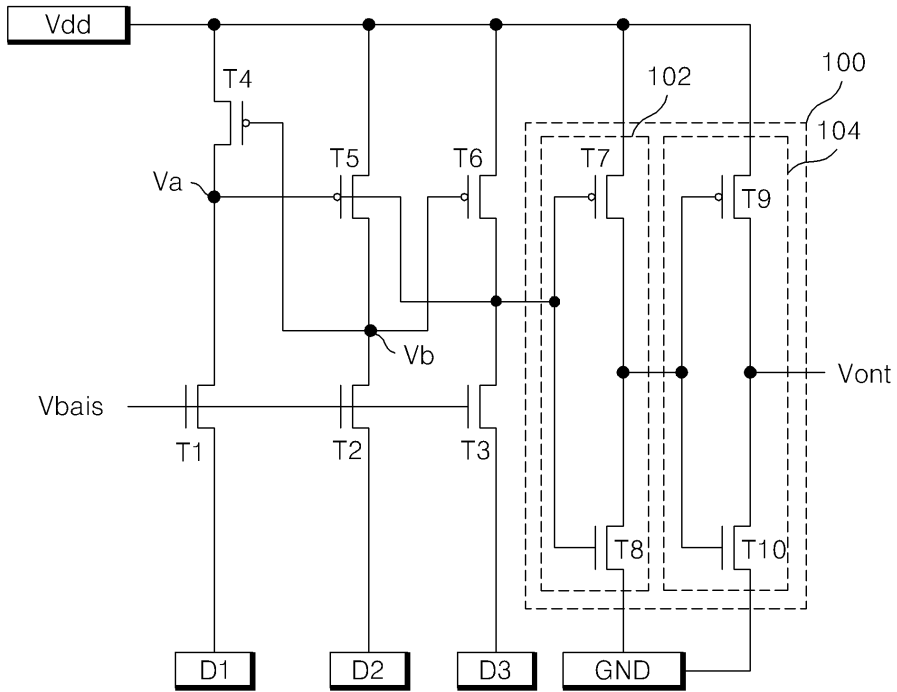 Vdd
100
102
104
T4
T5
T6
T7
T9
Va
Vb
Vont
Vbais
T1
T2
T3
T8
T10
D1
D2
D3
GND